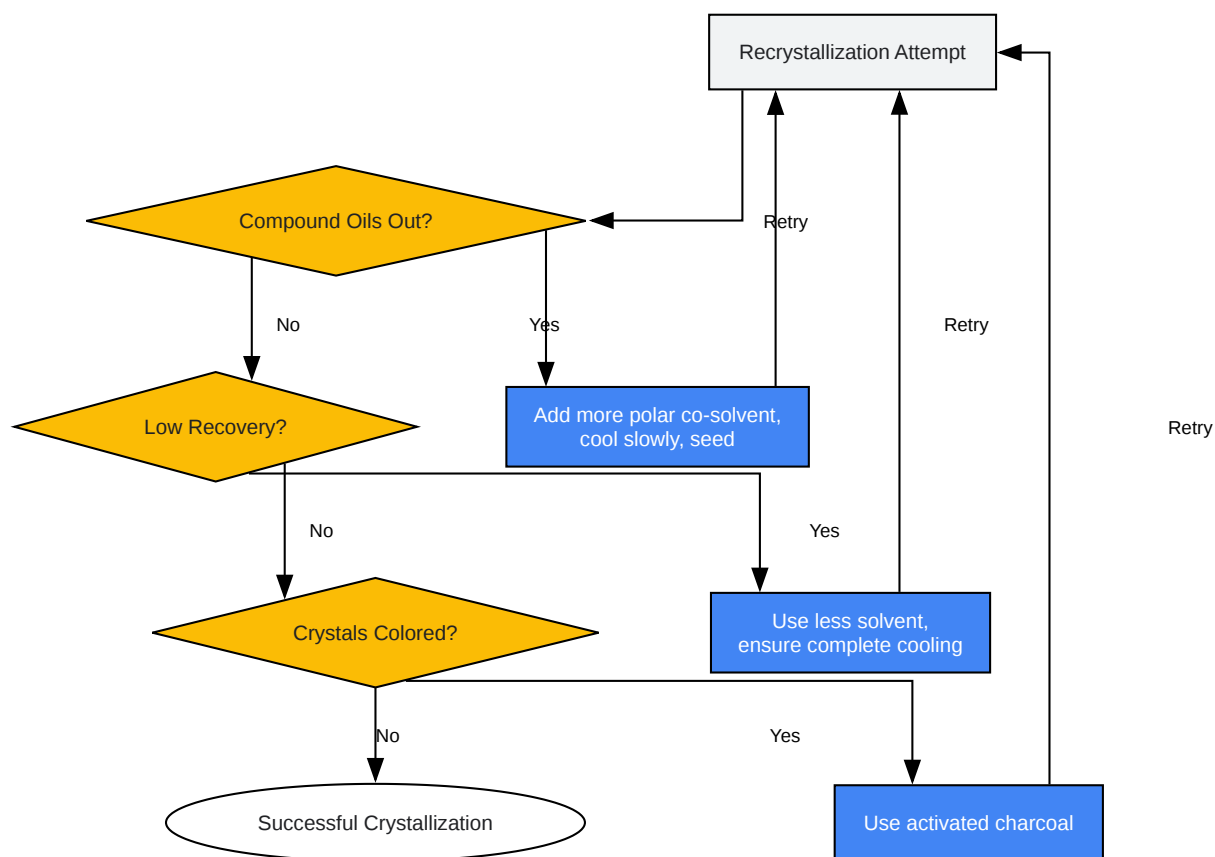 Recrystallization Attempt
Compound Oils Out?
Retry
No
Yes
Retry
Low Recovery?
Add more polar co-solvent,
cool slowly, seed
Retry
No
Yes
Crystals Colored?
Use less solvent,
ensure complete cooling
No
Yes
Successful Crystallization
Use activated charcoal